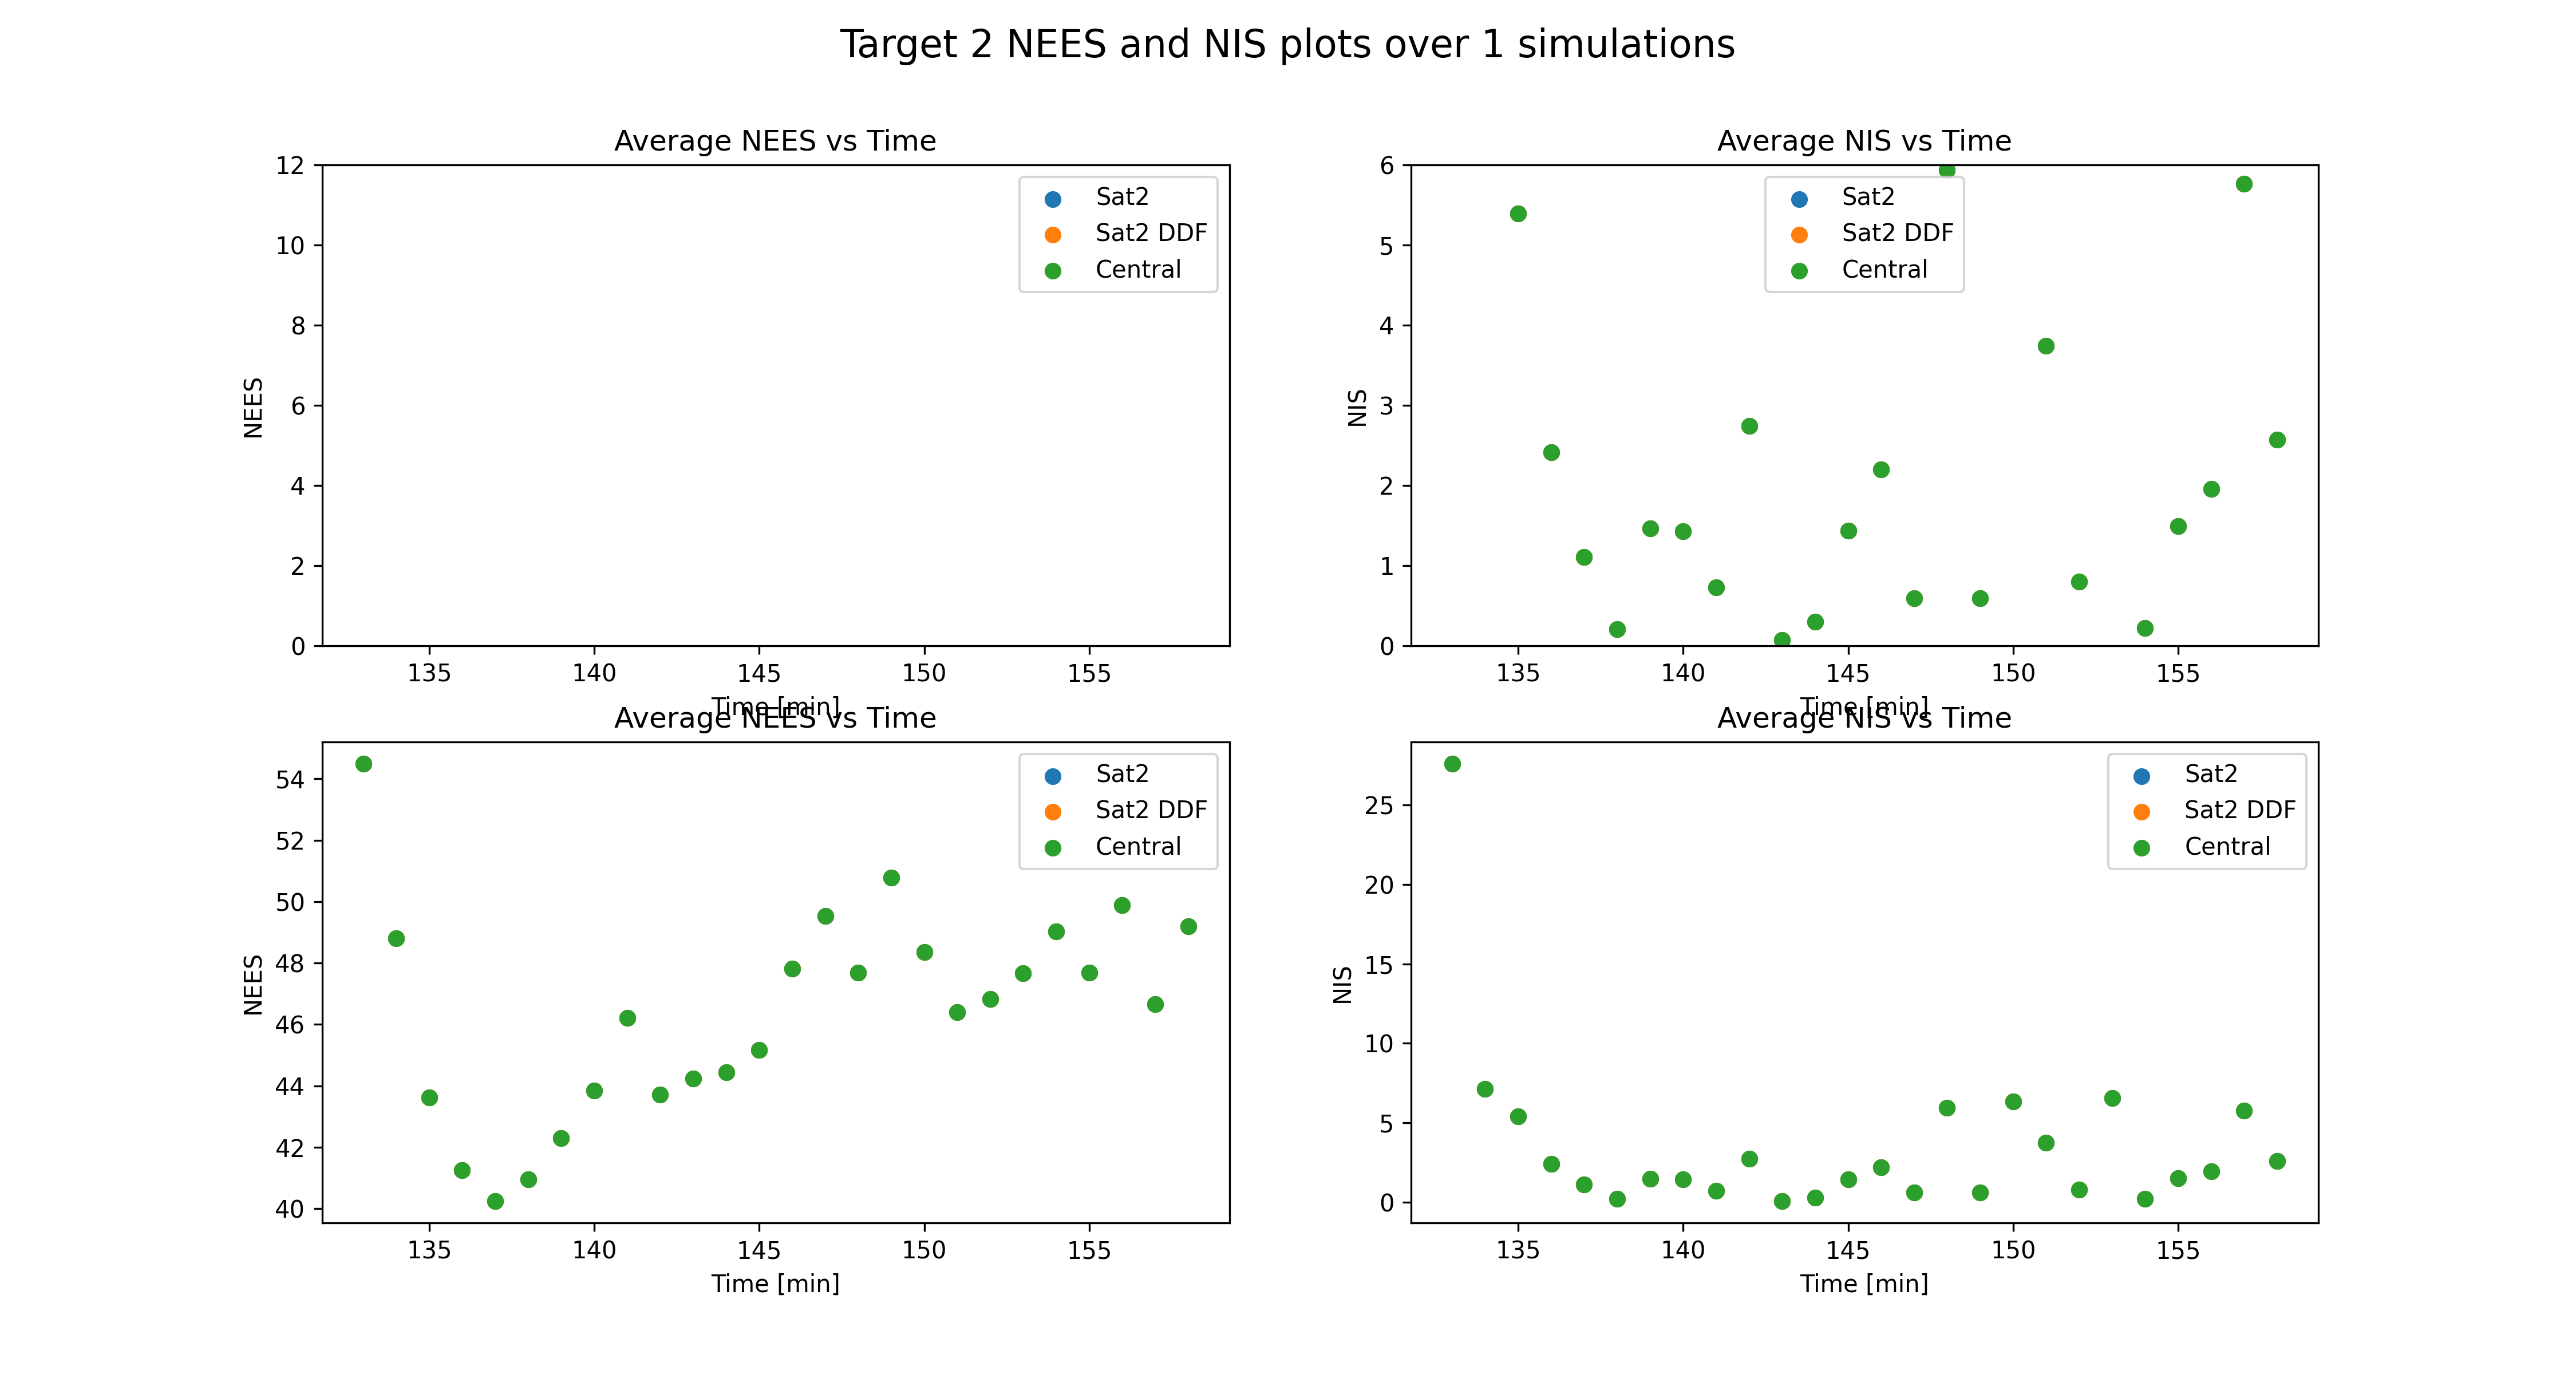 Target 2 NEES and NIS plots over 1 simulations
Average NEES vs Time
12
10
8
6
4
2
0
NEES
135 140 145 150 155
Time [min]
Sat2
Sat2 DDF
Central
Average NIS vs Time
6
5
4
3
2
1
0
NIS
135 140 145 150 155
Time [min]
Sat2
Sat2 DDF
Central
Average NEES vs Time
54
52
50
48
46
44
42
40
NEES
135 140 145 150 155
Time [min]
Sat2
Sat2 DDF
Central
Average NIS vs Time
25
20
15
10
5
0
NIS
135 140 145 150 155
Time [min]
Sat2
Sat2 DDF
Central